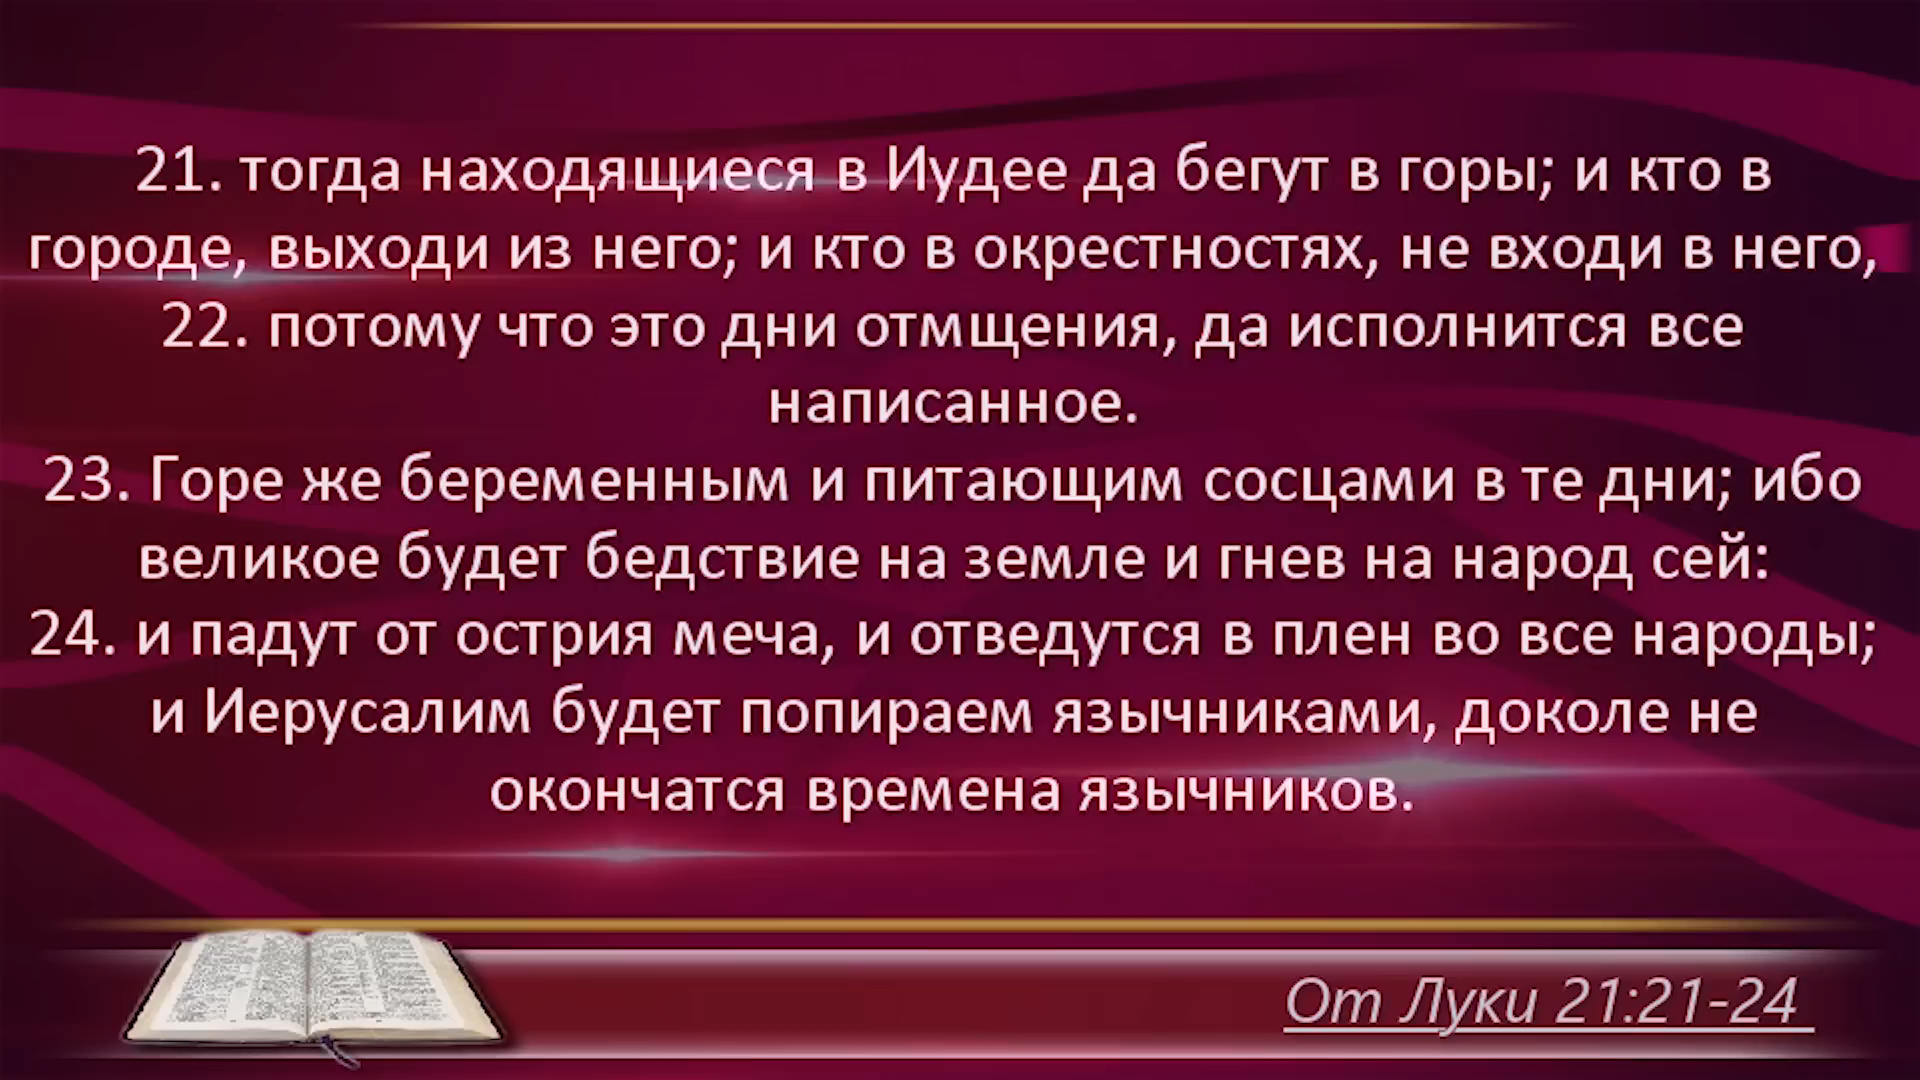 21. тогда находящиеся в Иудее да бегут в горы; и кто в
городе, выходи из него; и кто в окрестностях, не входи в него,
22. потому что это дни отмщения, да исполнится все
написанное.
23. Горе же беременным и питающим сосцами в те дни; ибо
великое будет бедствие на земле и гнев на народ сей:
24. и падут от острия меча, и отведутся в плен во все народы;
и Иерусалим будет попираем язычниками, доколе не
окончатся времена язычников.
От Луки 21:21-24